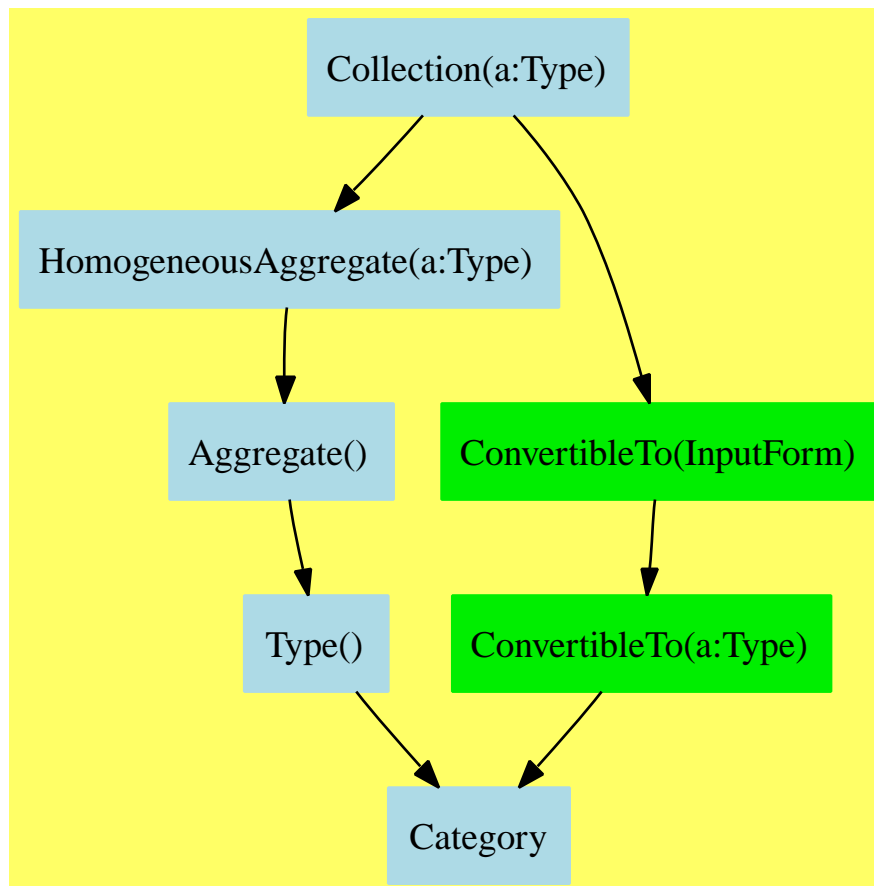 Collection(a:Type)
HomogeneousAggregate(a:Type)
Aggregate()
ConvertibleTo(InputForm)
Type()
ConvertibleTo(a:Type)
Category